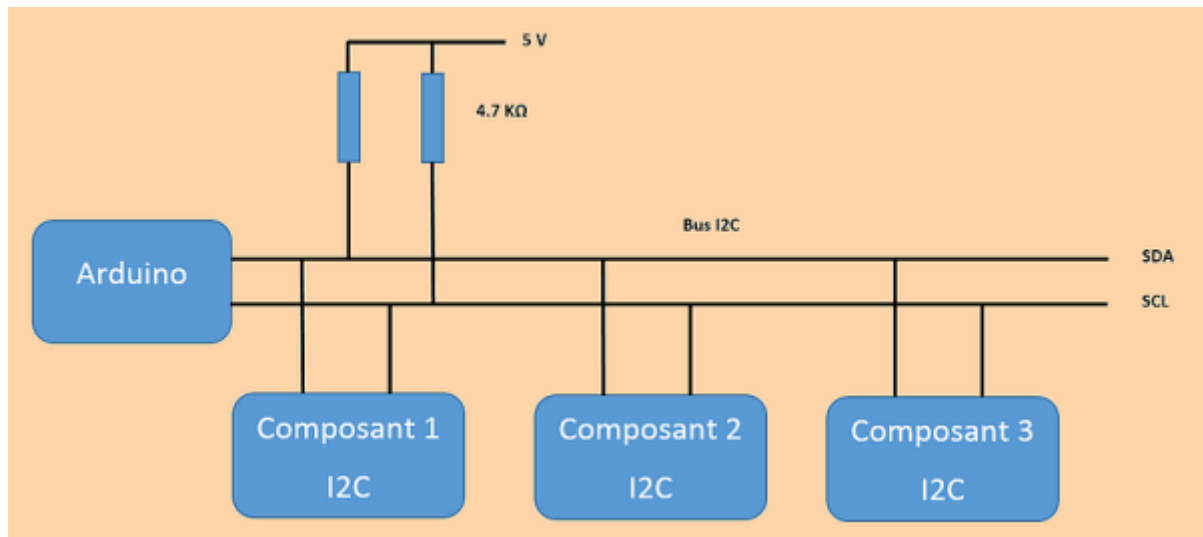 5 V
4.7 KΩ
Bus I2C
SDA
Arduino
SCL
Composant 1
I2C
Composant 2
I2C
Composant 3
I2C